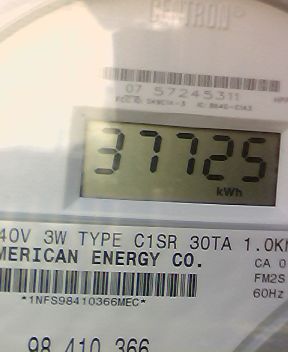 CENTRON®
07 57245311
37725
kWh
40V 3W TYPE C1SR 30TA 1.0K
MERICAN ENERGY CO.
CA 0
FM2S
60Hz
*1NFS98410366MEC*
98 410 366